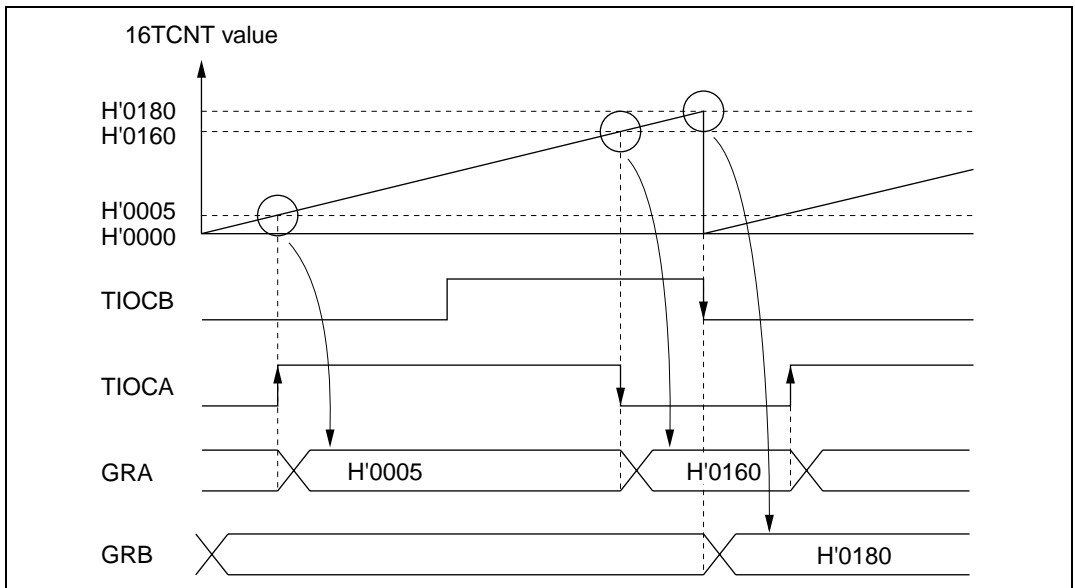 16TCNT value
H'0180
H'0160
H'0005
H'0000
TIOCB
TIOCA
GRA
H'0005
H'0160
GRB
H'0180